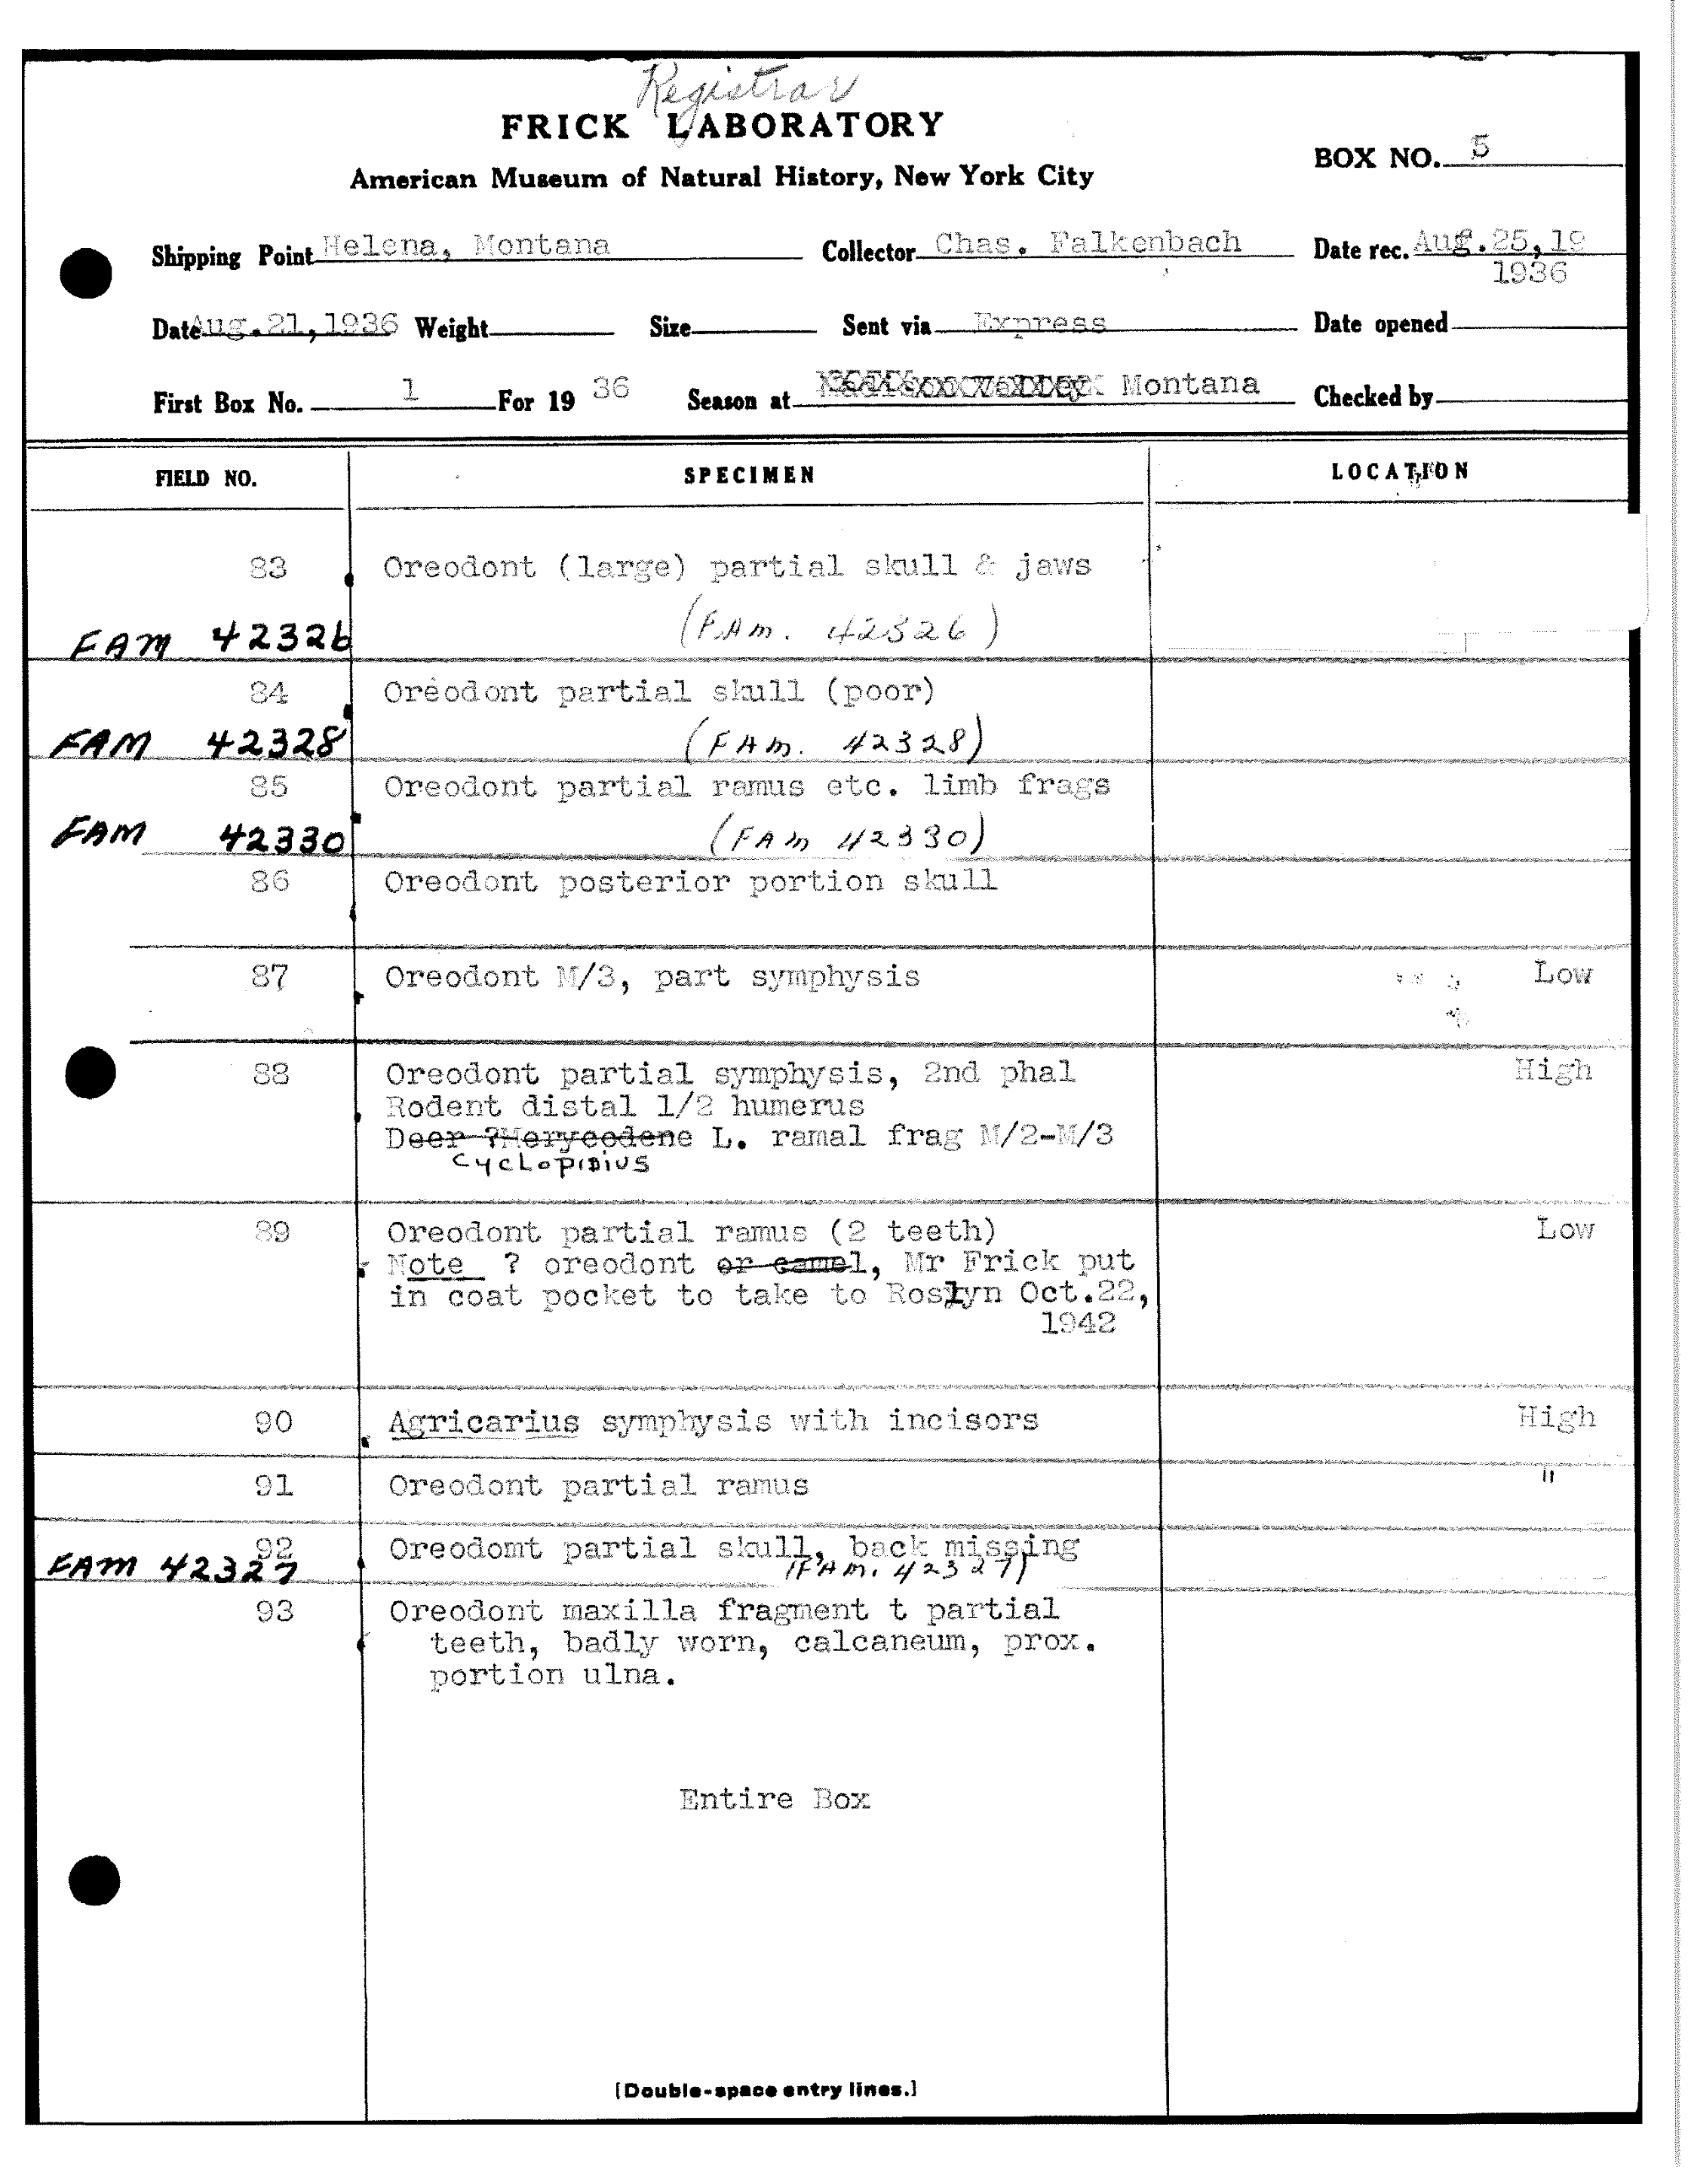 Registrar
FRICK LABORATORY
American Museum of Natural History, New York City
BOX NO. 5
Shipping Point Helena, Montana Collector Chas. Falkenbach Date rec. Aug.25,19
1936
Date Aug.21,1936 Weight Size Sent via Express Date opened
First Box No. 1 For 19 36 Season at Montana Checked by
FIELD NO. SPECIMEN LOCATION
83 Oreodont (large) partial skull & jaws
FAM 42326 (F.Am. 42326)
84 Oreodont partial skull (poor)
FAM 42328 (FAm. 42328)
85 Oreodont partial ramus etc. limb frags
FAM 42330 (FAm 42330)
86 Oreodont posterior portion skull
87 Oreodont M/3, part symphysis Low
88 Oreodont partial symphysis, 2nd phal High
Rodent distal 1/2 humerus
Deer ?Merycodene L. ramal frag M/2-M/3
CYCLOPIDIUS
89 Oreodont partial ramus (2 teeth) Low
Note ? oreodont or camel, Mr Frick put
in coat pocket to take to Roslyn Oct.22,
1942
90 Agricarius symphysis with incisors High
91 Oreodont partial ramus "
92 Oreodomt partial skull, back missing
FAM 42327 (FAm. 42327)
93 Oreodont maxilla fragment t partial
teeth, badly worn, calcaneum, prox.
portion ulna.
Entire Box
[Double-space entry lines.]